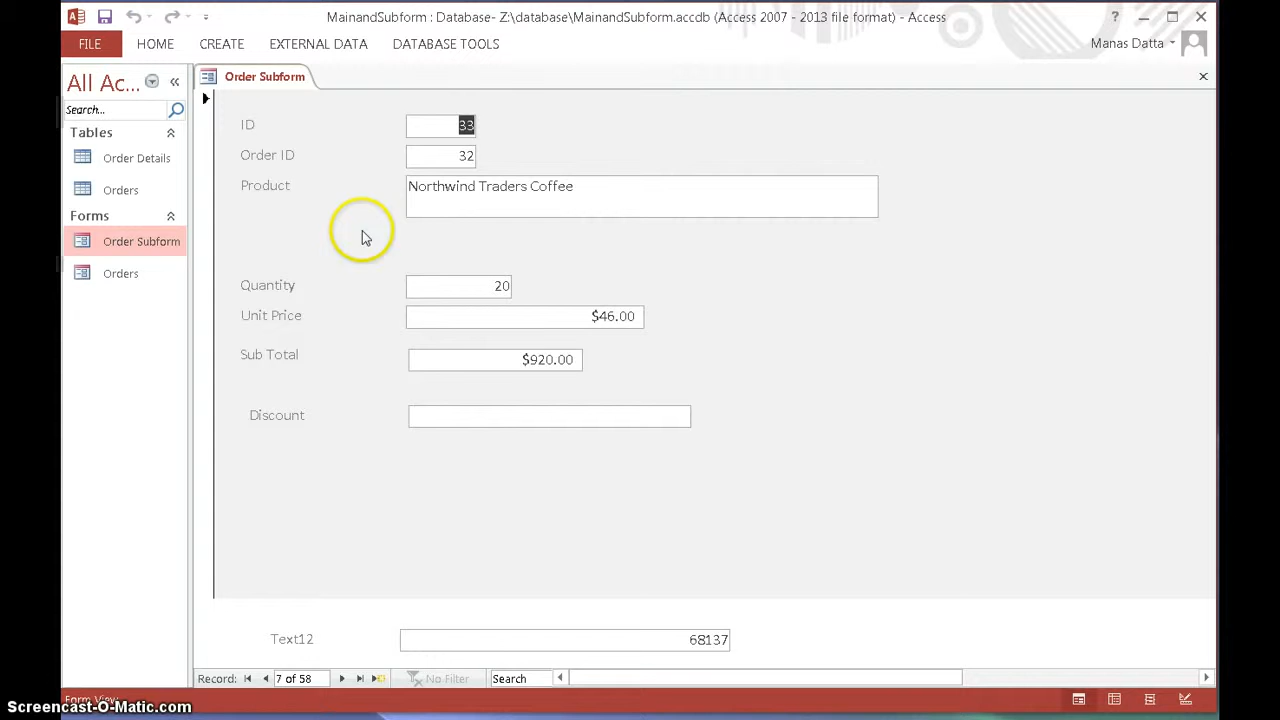 MainandSubform : Database- Z:\database\MainandSubform.accdb (Access 2007 - 2013 file format) - Access
?
FILE HOME CREATE EXTERNAL DATA DATABASE TOOLS Manas Datta
All Ac...
Search...
Tables
Order Details
Orders
Forms
Order Subform
Orders
Order Subform
ID 33
Order ID 32
Product Northwind Traders Coffee
Quantity 20
Unit Price $46.00
Sub Total $920.00
Discount
Text12 68137
Record: 7 of 58 No Filter Search
Form View
Screencast-O-Matic.com